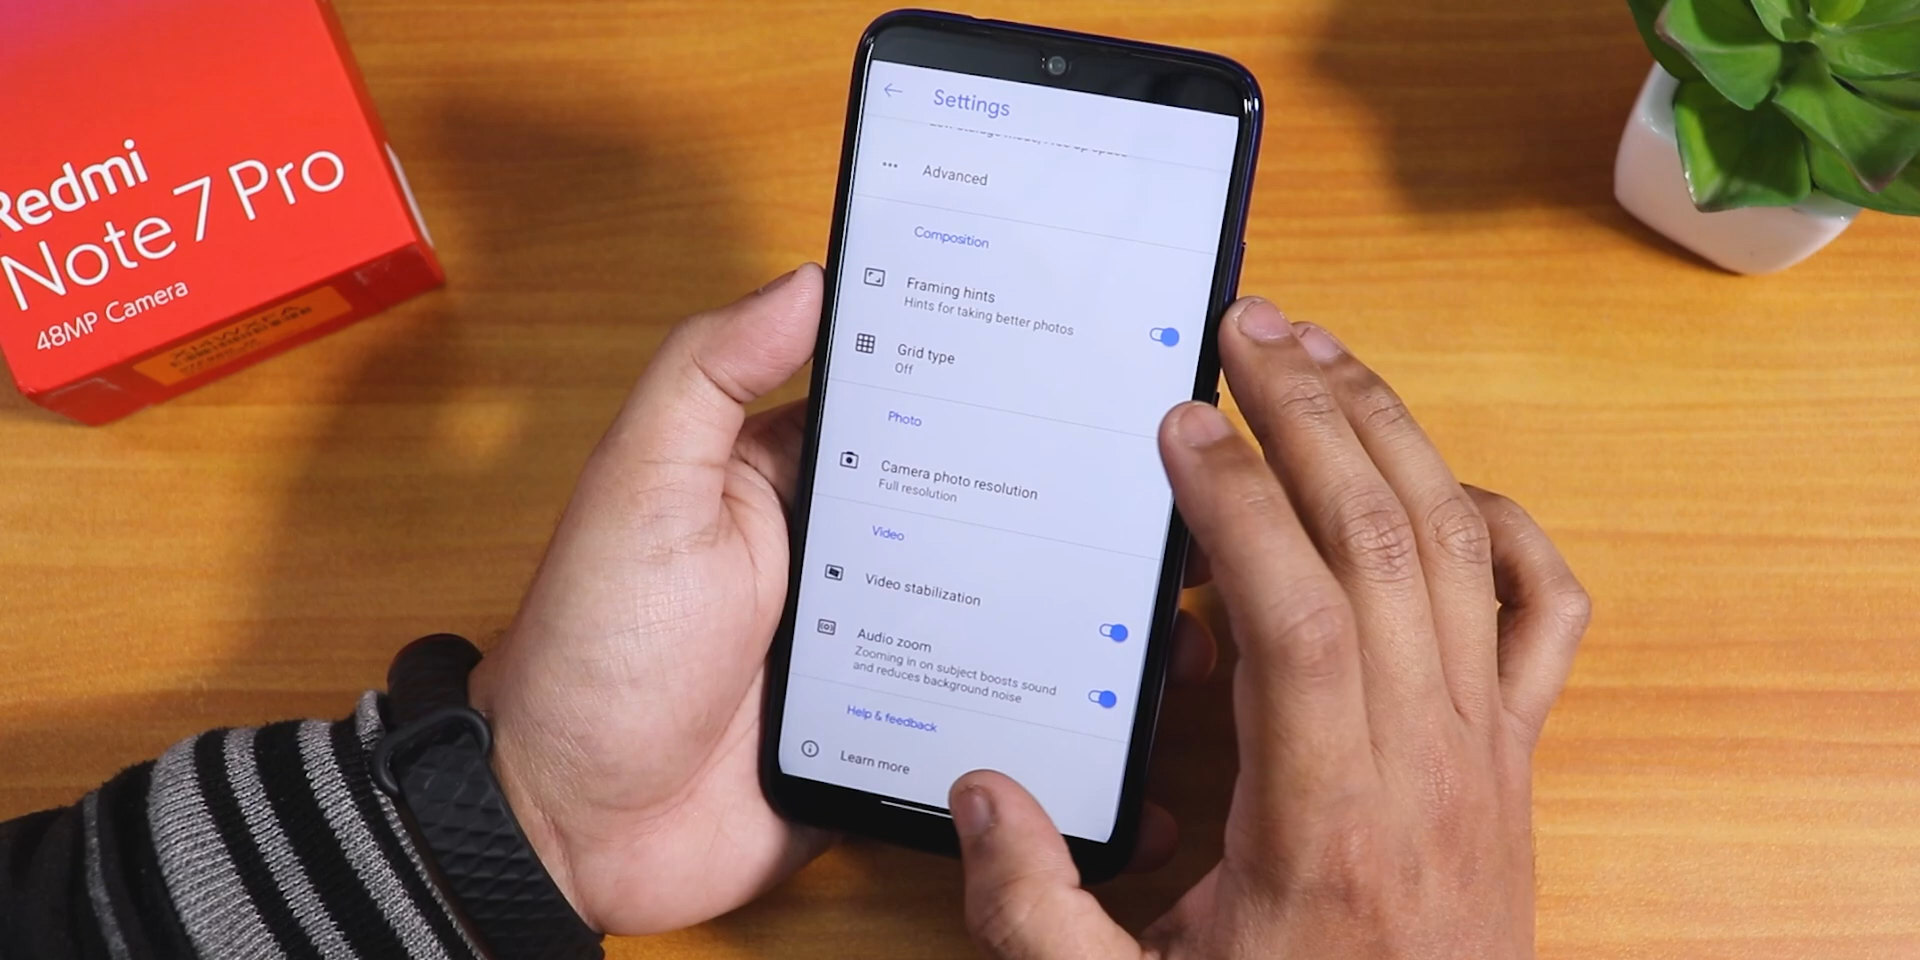 Redmi
Note 7 Pro
48MP Camera
Settings
Advanced
Composition
Framing hints
Hints for taking better photos
Grid type
Off
Photo
Camera photo resolution
Full resolution
Video
Video stabilization
Audio zoom
Zooming in on subject boosts sound
and reduces background noise
Help & feedback
Learn more